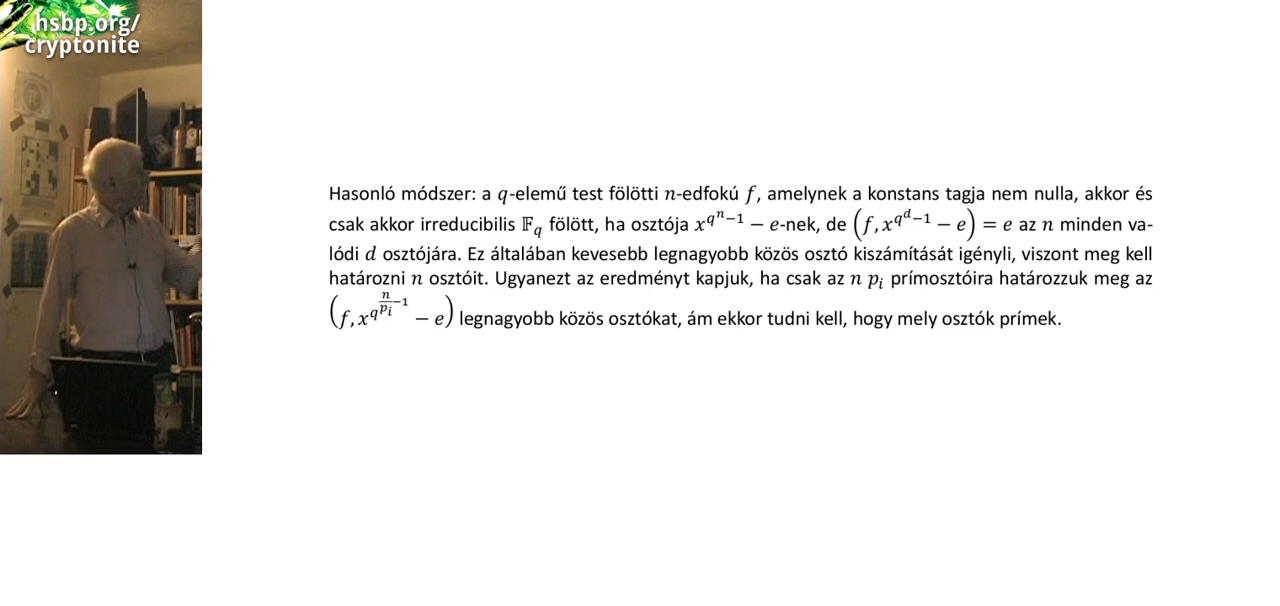 hsbp.org/
cryptonite
Hasonló módszer: a q-elemű test fölötti n-edfokú f, amelynek a konstans tagja nem nulla, akkor és
csak akkor irreducibilis 𝔽_q fölött, ha osztója x^{q^n−1} − e-nek, de (f, x^{q^d−1} − e) = e az n minden va-
lódi d osztójára. Ez általában kevesebb legnagyobb közös osztó kiszámítását igényli, viszont meg kell
határozni n osztóit. Ugyanezt az eredményt kapjuk, ha csak az n p_i prímosztóira határozzuk meg az
(f, x^{q^{n/p_i}−1} − e) legnagyobb közös osztókat, ám ekkor tudni kell, hogy mely osztók prímek.